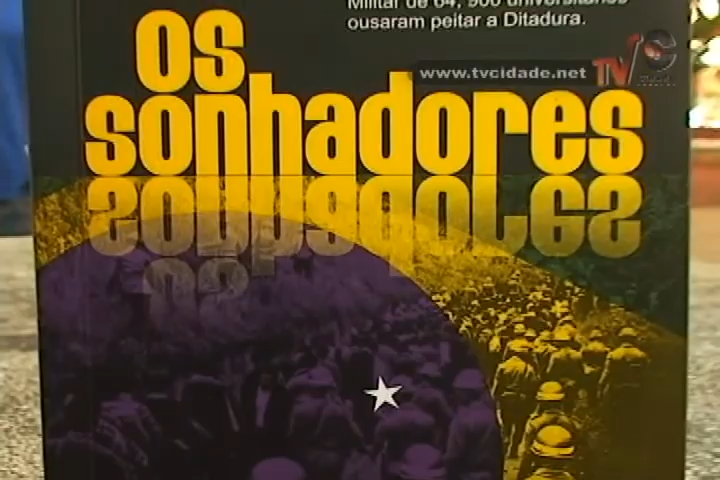 Militar de 64, 900 universitários
ousaram peitar a Ditadura.
www.tvcidade.net
TVC
os
sonhadores